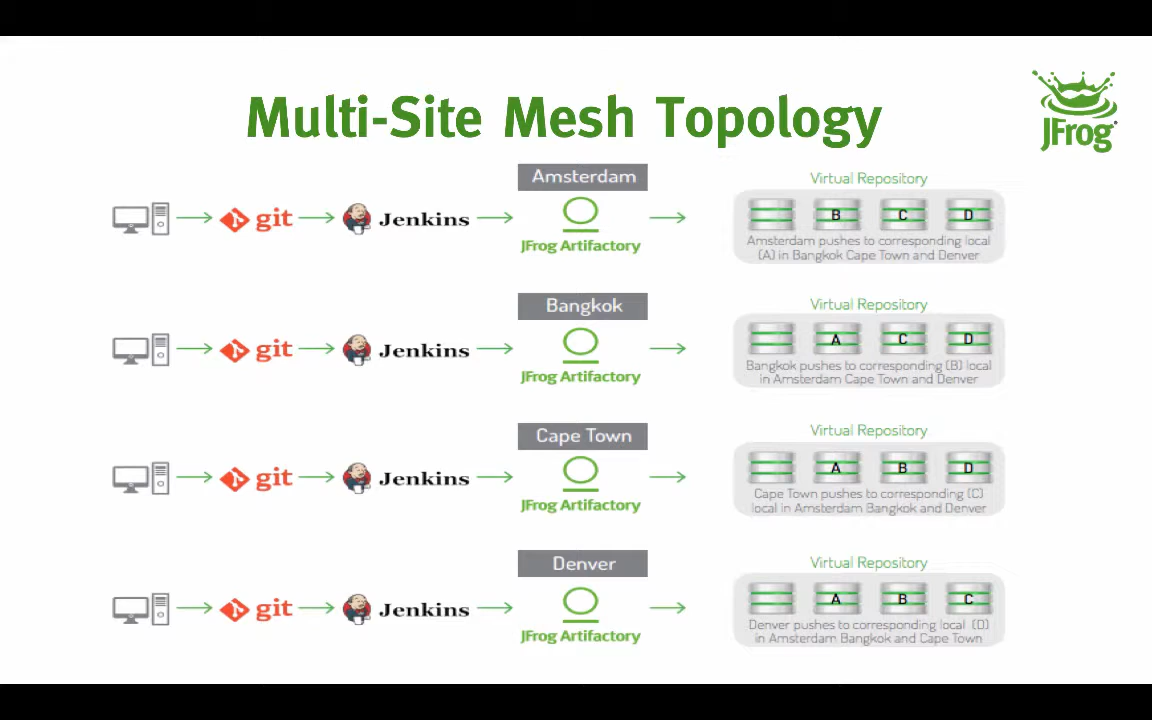 Multi-Site Mesh Topology
JFrog
Amsterdam
Virtual Repository
git
Jenkins
JFrog Artifactory
B C D
Amsterdam pushes to corresponding local
(A) in Bangkok Cape Town and Denver
Bangkok
Virtual Repository
git
Jenkins
JFrog Artifactory
A C D
Bangkok pushes to corresponding (B) local
in Amsterdam Cape Town and Denver
Cape Town
Virtual Repository
git
Jenkins
JFrog Artifactory
A B D
Cape Town pushes to corresponding (C)
local in Amsterdam Bangkok and Denver
Denver
Virtual Repository
git
Jenkins
JFrog Artifactory
A B C
Denver pushes to corresponding local (D)
in Amsterdam Bangkok and Cape Town